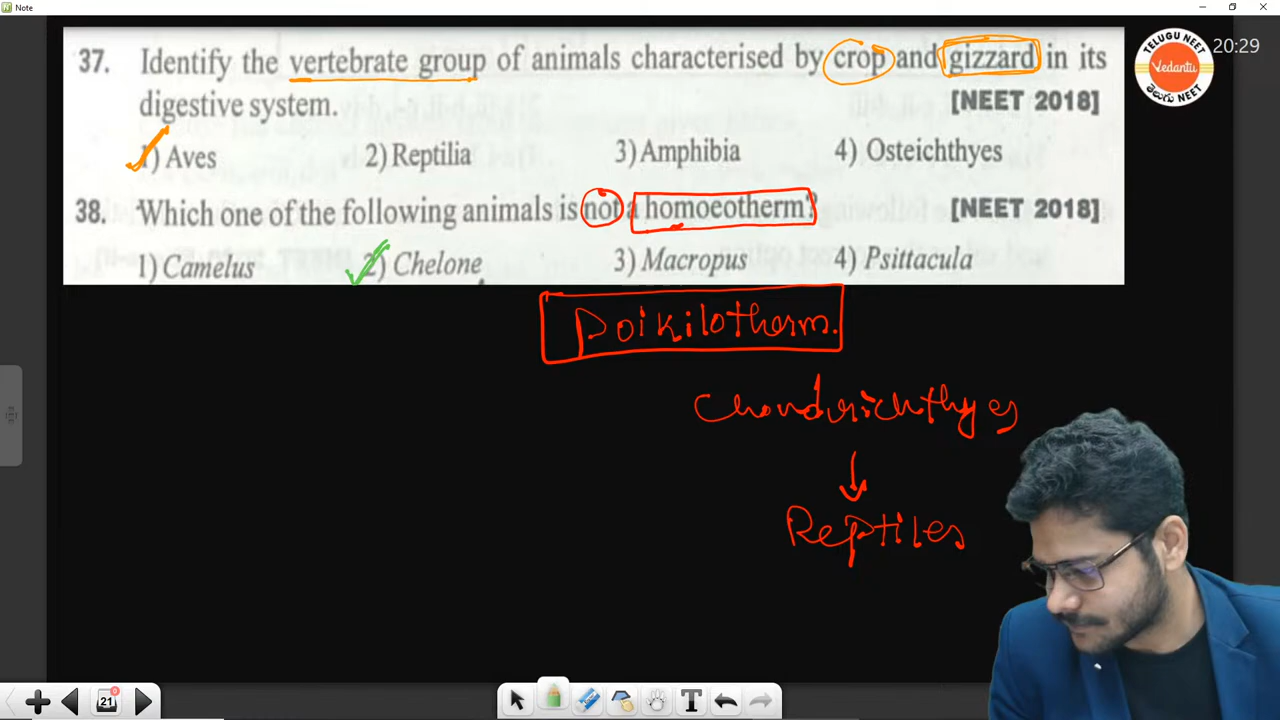 Note
37. Identify the vertebrate group of animals characterised by crop and gizzard in its
digestive system. [NEET 2018]
1) Aves 2) Reptilia 3) Amphibia 4) Osteichthyes
38. Which one of the following animals is not a homoeotherm? [NEET 2018]
1) Camelus 2) Chelone 3) Macropus 4) Psittacula
Poikilotherm.
Chondrichthyes
Reptiles
TELUGU NEET
Vedantu
తెలుగు NEET
20:29
21
8
T